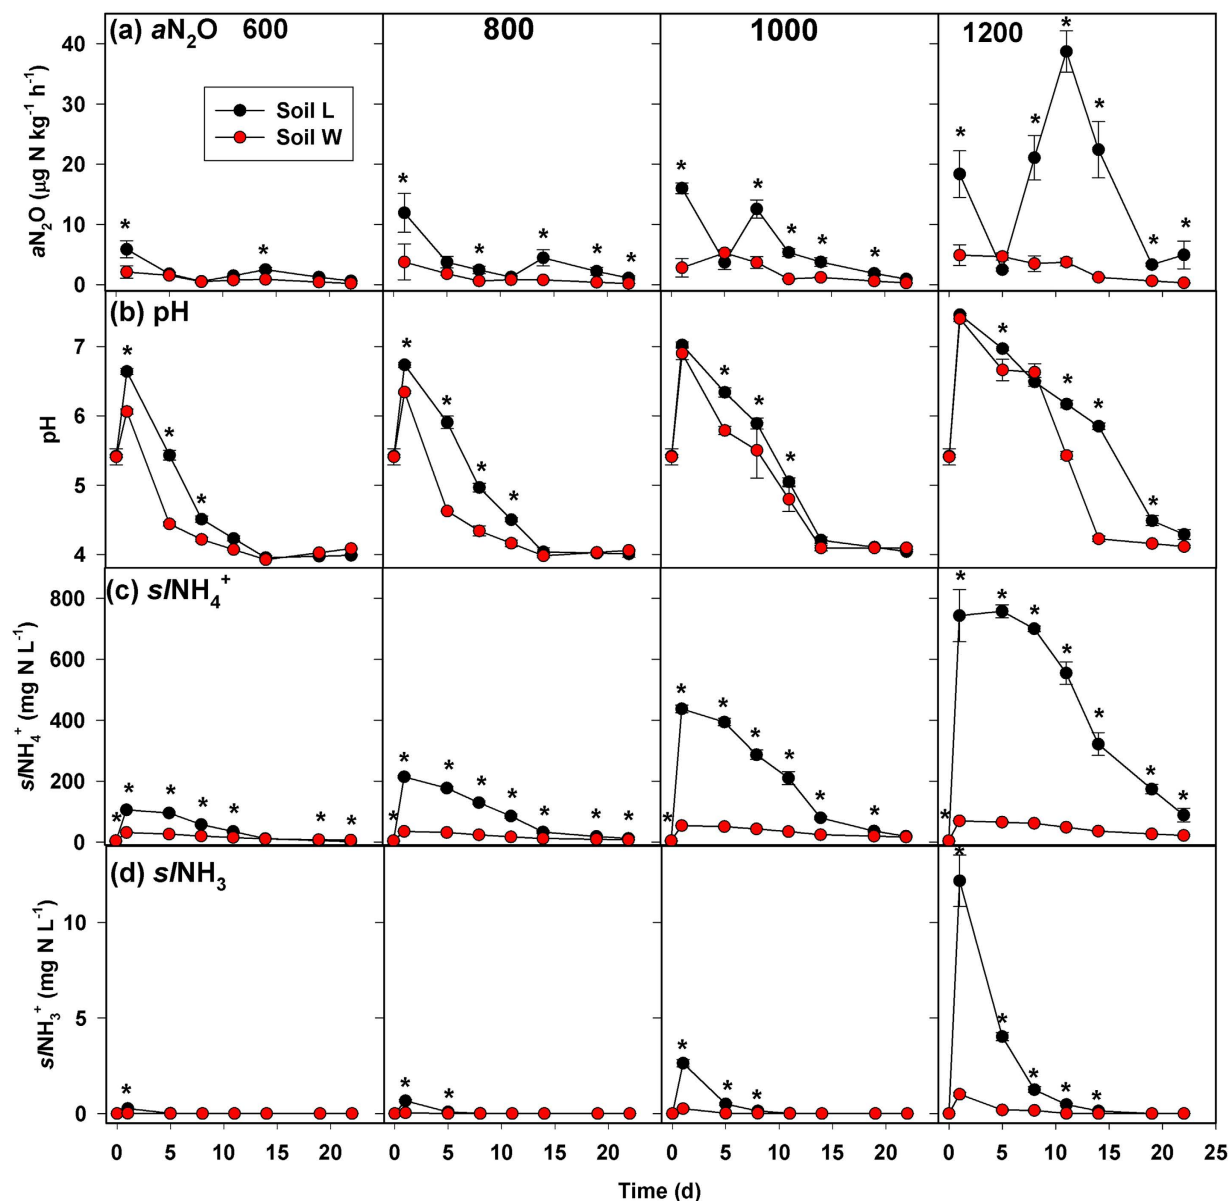 (a) aN₂O 600
800
1000
1200
40
30
20
10
0
aN₂O (µg N kg⁻¹ h⁻¹)
Soil L
Soil W
* *
* * * * *
* * * * *
* * * * * *
(b) pH
7
6
5
4
pH
* * *
* * * *
* * *
* * * *
(c) slNH₄⁺
800
600
400
200
0
slNH₄⁺ (mg N L⁻¹)
* * * * * * *
* * * * * * * *
* * * * * *
* * * * * * * *
(d) slNH₃
10
5
0
slNH₃⁺ (mg N L⁻¹)
*
* *
* * *
* * * * *
0 5 10 15 20
0 5 10 15 20
0 5 10 15 20
0 5 10 15 20 25
Time (d)